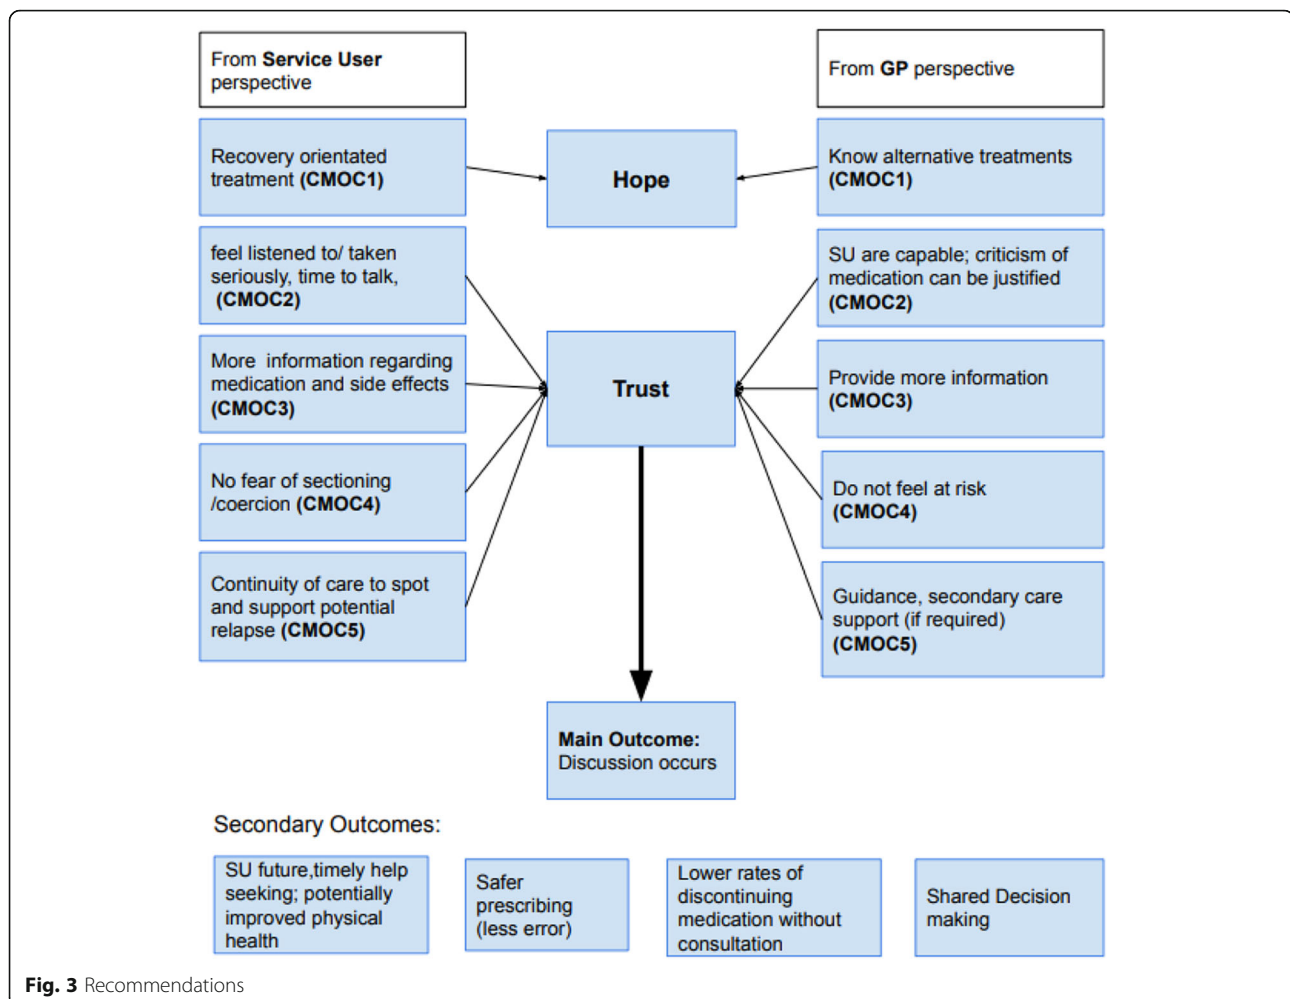 From Service User
perspective
From GP perspective
Recovery orientated
treatment (CMOC1)
Hope
Know alternative treatments
(CMOC1)
feel listened to/ taken
seriously, time to talk,
(CMOC2)
SU are capable; criticism of
medication can be justified
(CMOC2)
More information regarding
medication and side effects
(CMOC3)
Trust
Provide more information
(CMOC3)
No fear of sectioning
/coercion (CMOC4)
Do not feel at risk
(CMOC4)
Continuity of care to spot
and support potential
relapse (CMOC5)
Guidance, secondary care
support (if required)
(CMOC5)
Main Outcome:
Discussion occurs
Secondary Outcomes:
SU future,timely help
seeking; potentially
improved physical
health
Safer
prescribing
(less error)
Lower rates of
discontinuing
medication without
consultation
Shared Decision
making
Fig. 3 Recommendations